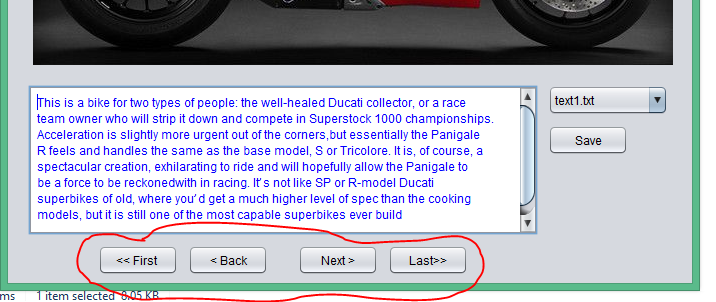 This is a bike for two types of people: the well-healed Ducati collector, or a race
team owner who will strip it down and compete in Superstock 1000 championships.
Acceleration is slightly more urgent out of the corners,but essentially the Panigale
R feels and handles the same as the base model, S or Tricolore. It is, of course, a
spectacular creation, exhilarating to ride and will hopefully allow the Panigale to
be a force to be reckonedwith in racing. It's not like SP or R-model Ducati
superbikes of old, where you'd get a much higher level of spec than the cooking
models, but it is still one of the most capable superbikes ever build
text1.txt
Save
<< First
< Back
Next >
Last>>
ms 1 item selected 8.05 KB